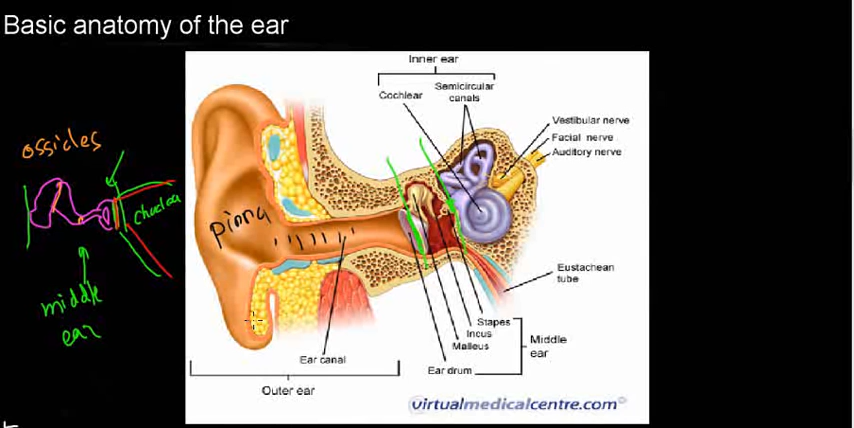 Basic anatomy of the ear
Inner ear
Cochlear
Semicircular
canals
Vestibular nerve
Facial nerve
Auditory nerve
ossicles
pinna
middle
ear
Eustachean
tube
Stapes
Incus
Malleus
Middle
ear
Ear drum
Ear canal
Outer ear
virtualmedicalcentre.com